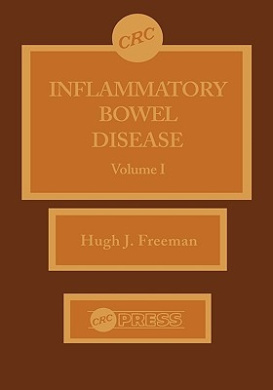 CRC
INFLAMMATORY
BOWEL
DISEASE
Volume I
Hugh J. Freeman
CRC PRESS